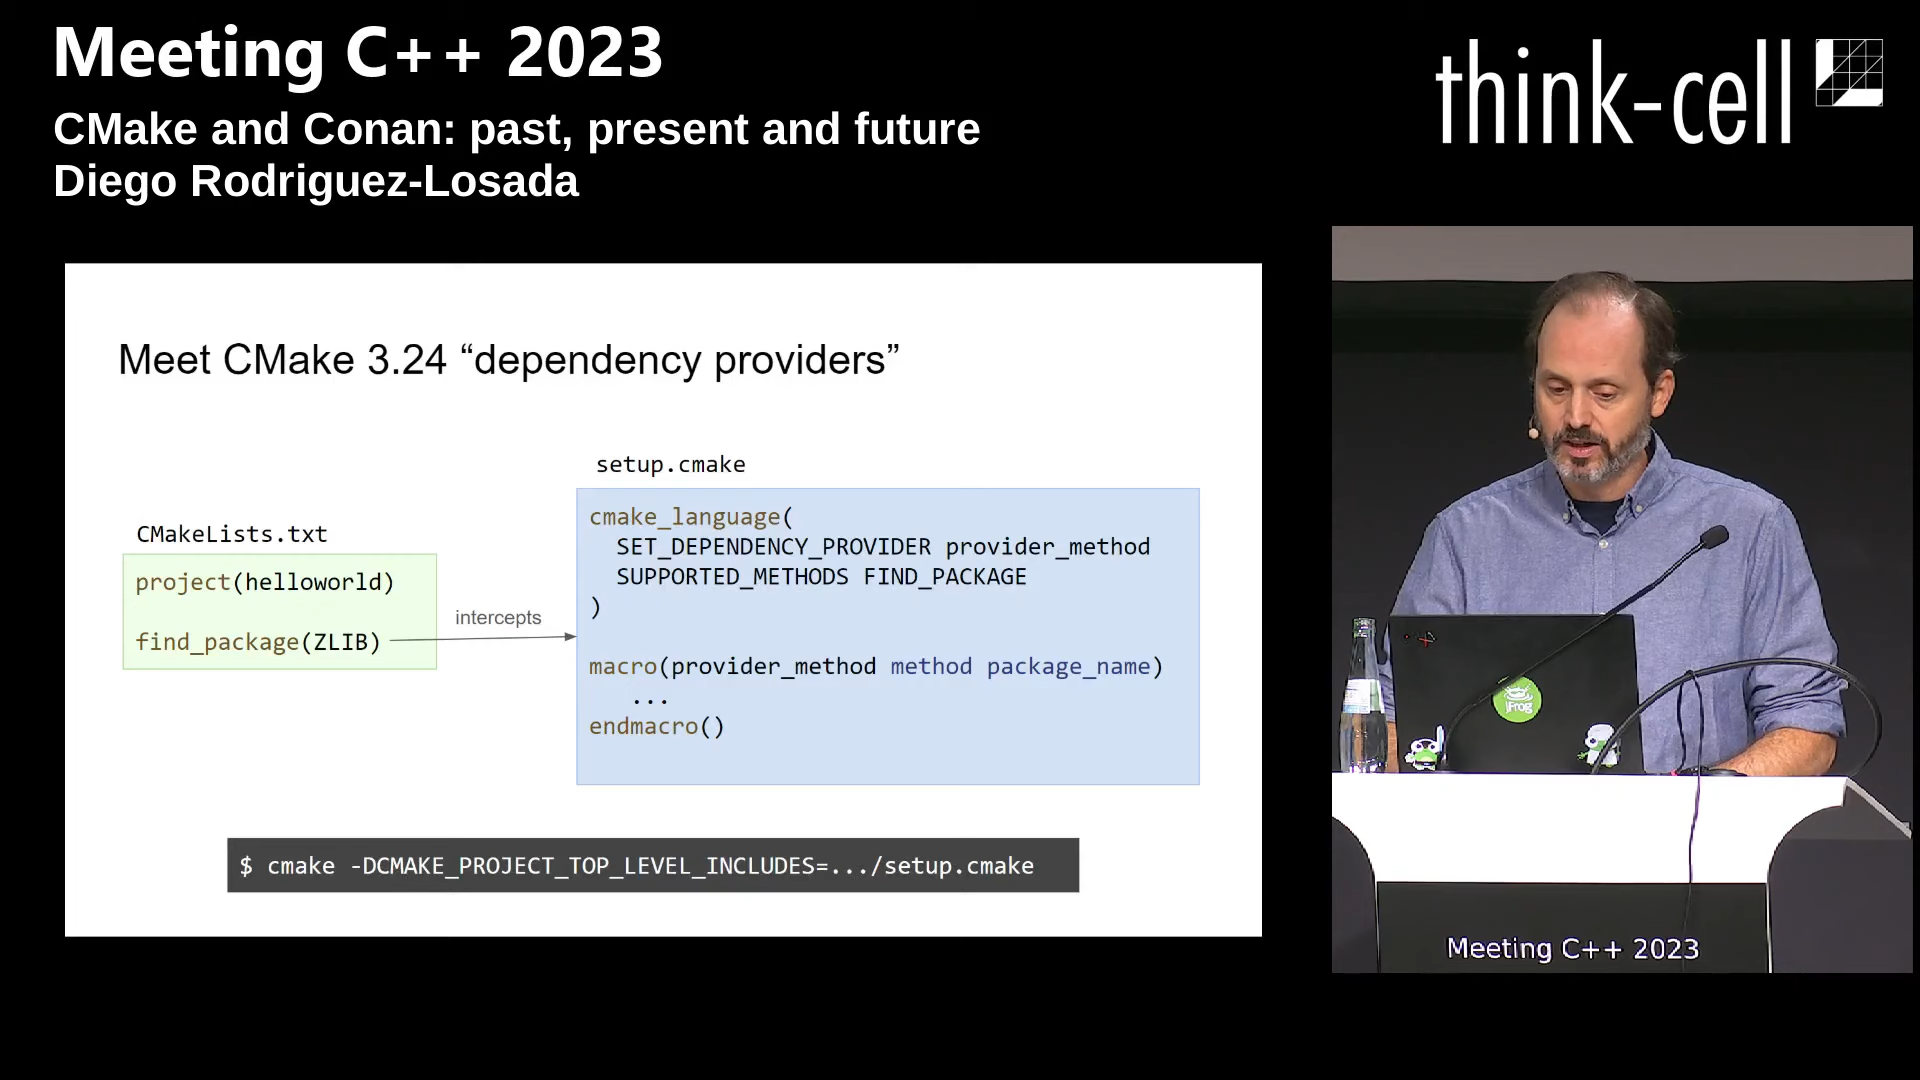 Meeting C++ 2023
CMake and Conan: past, present and future
Diego Rodriguez-Losada
think-cell
Meet CMake 3.24 “dependency providers”
CMakeLists.txt
project(helloworld)
find_package(ZLIB)
intercepts
setup.cmake
cmake_language(
SET_DEPENDENCY_PROVIDER provider_method
SUPPORTED_METHODS FIND_PACKAGE
)
macro(provider_method method package_name)
...
endmacro()
$ cmake -DCMAKE_PROJECT_TOP_LEVEL_INCLUDES=.../setup.cmake
jFrog
Meeting C++ 2023